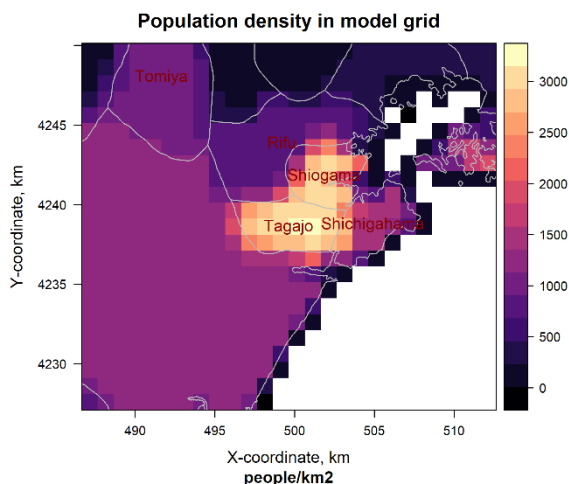 Population density in model grid
Tomiya
Rifu
Shiogama
Tagajo
Shichigahama
Y-coordinate, km
4245
4240
4235
4230
490
495
500
505
510
X-coordinate, km
people/km2
3000
2500
2000
1500
1000
500
0